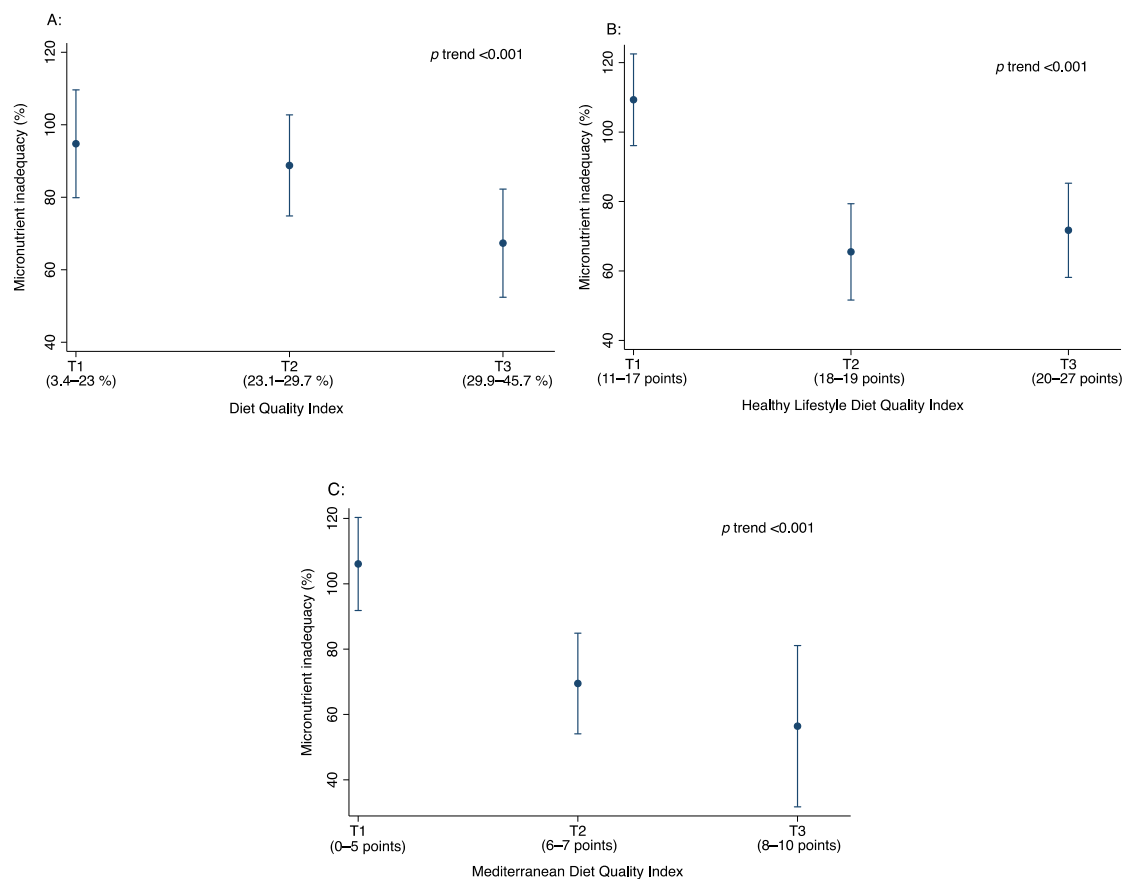 A:
p trend <0.001
Micronutrient inadequacy (%)
120
100
80
60
40
T1
(3.4–23 %)
T2
(23.1–29.7 %)
T3
(29.9–45.7 %)
Diet Quality Index
B:
p trend <0.001
Micronutrient inadequacy (%)
120
100
80
60
40
T1
(11–17 points)
T2
(18–19 points)
T3
(20–27 points)
Healthy Lifestyle Diet Quality Index
C:
p trend <0.001
Micronutrient inadequacy (%)
120
100
80
60
40
T1
(0–5 points)
T2
(6–7 points)
T3
(8–10 points)
Mediterranean Diet Quality Index